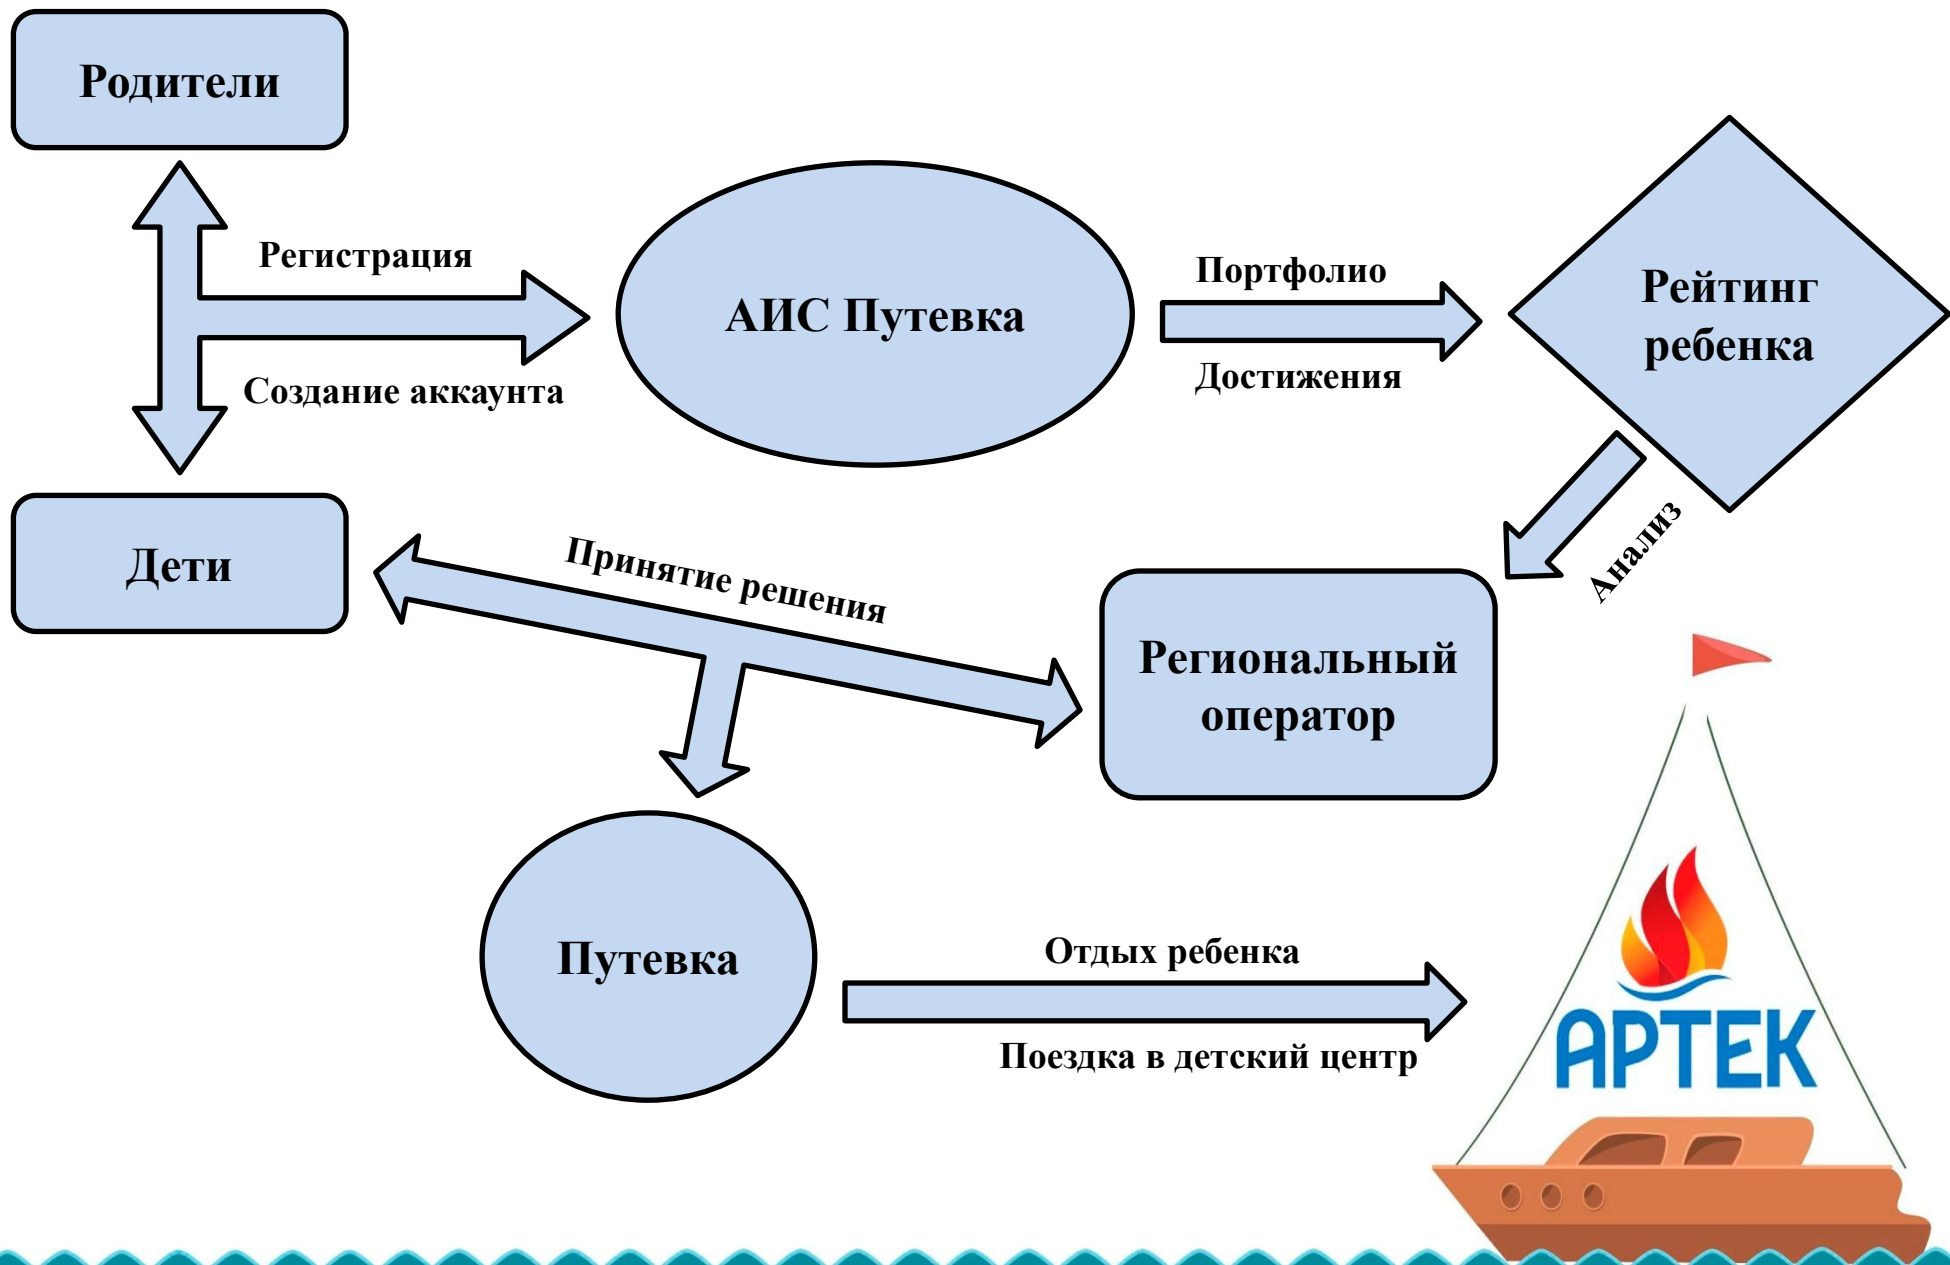 Родители
Регистрация
Создание аккаунта
АИС Путевка
Портфолио
Достижения
Рейтинг
ребенка
Анализ
Дети
Принятие решения
Региональный
оператор
Путевка
Отдых ребенка
Поездка в детский центр
АРТЕК